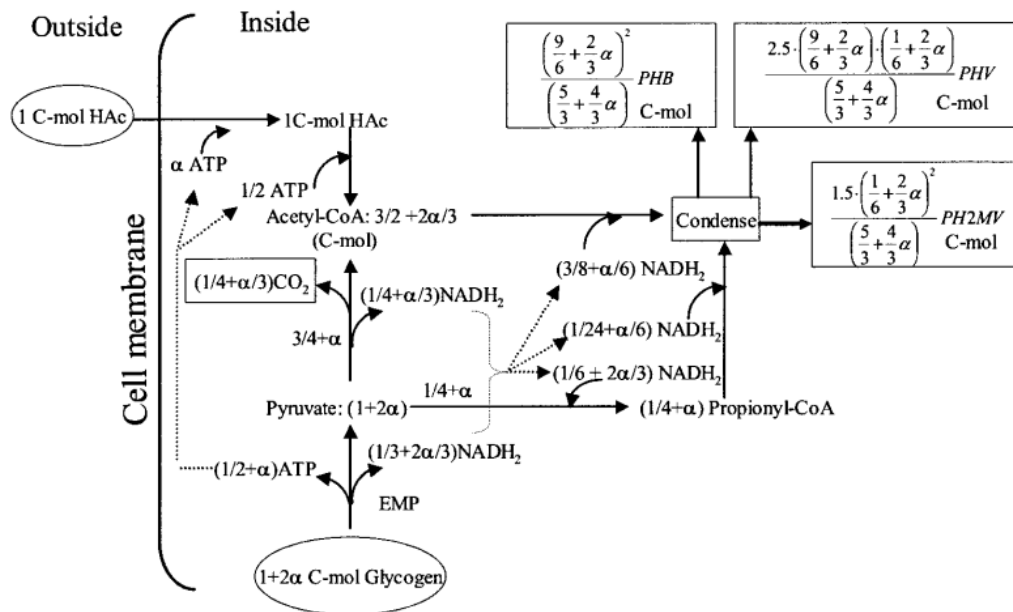 Outside
Inside
Cell membrane
1 C-mol HAc
1C-mol HAc
α ATP
1/2 ATP
Acetyl-CoA: 3/2 +2α/3
(C-mol)
(1/4+α/3)CO₂
(1/4+α/3)NADH₂
3/4+α
Pyruvate: (1+2α)
1/4+α
(1/4+α) Propionyl-CoA
(1/2+α)ATP
(1/3+2α/3)NADH₂
EMP
1+2α C-mol Glycogen
(3/8+α/6) NADH₂
(1/24+α/6) NADH₂
(1/6 + 2α/3) NADH₂
Condense
(9/6 + 2/3 α)²
(5/3 + 4/3 α)
PHB
C-mol
2.5·(9/6 + 2/3 α)·(1/6 + 2/3 α)
(5/3 + 4/3 α)
PHV
C-mol
1.5·(1/6 + 2/3 α)²
(5/3 + 4/3 α)
PH2MV
C-mol